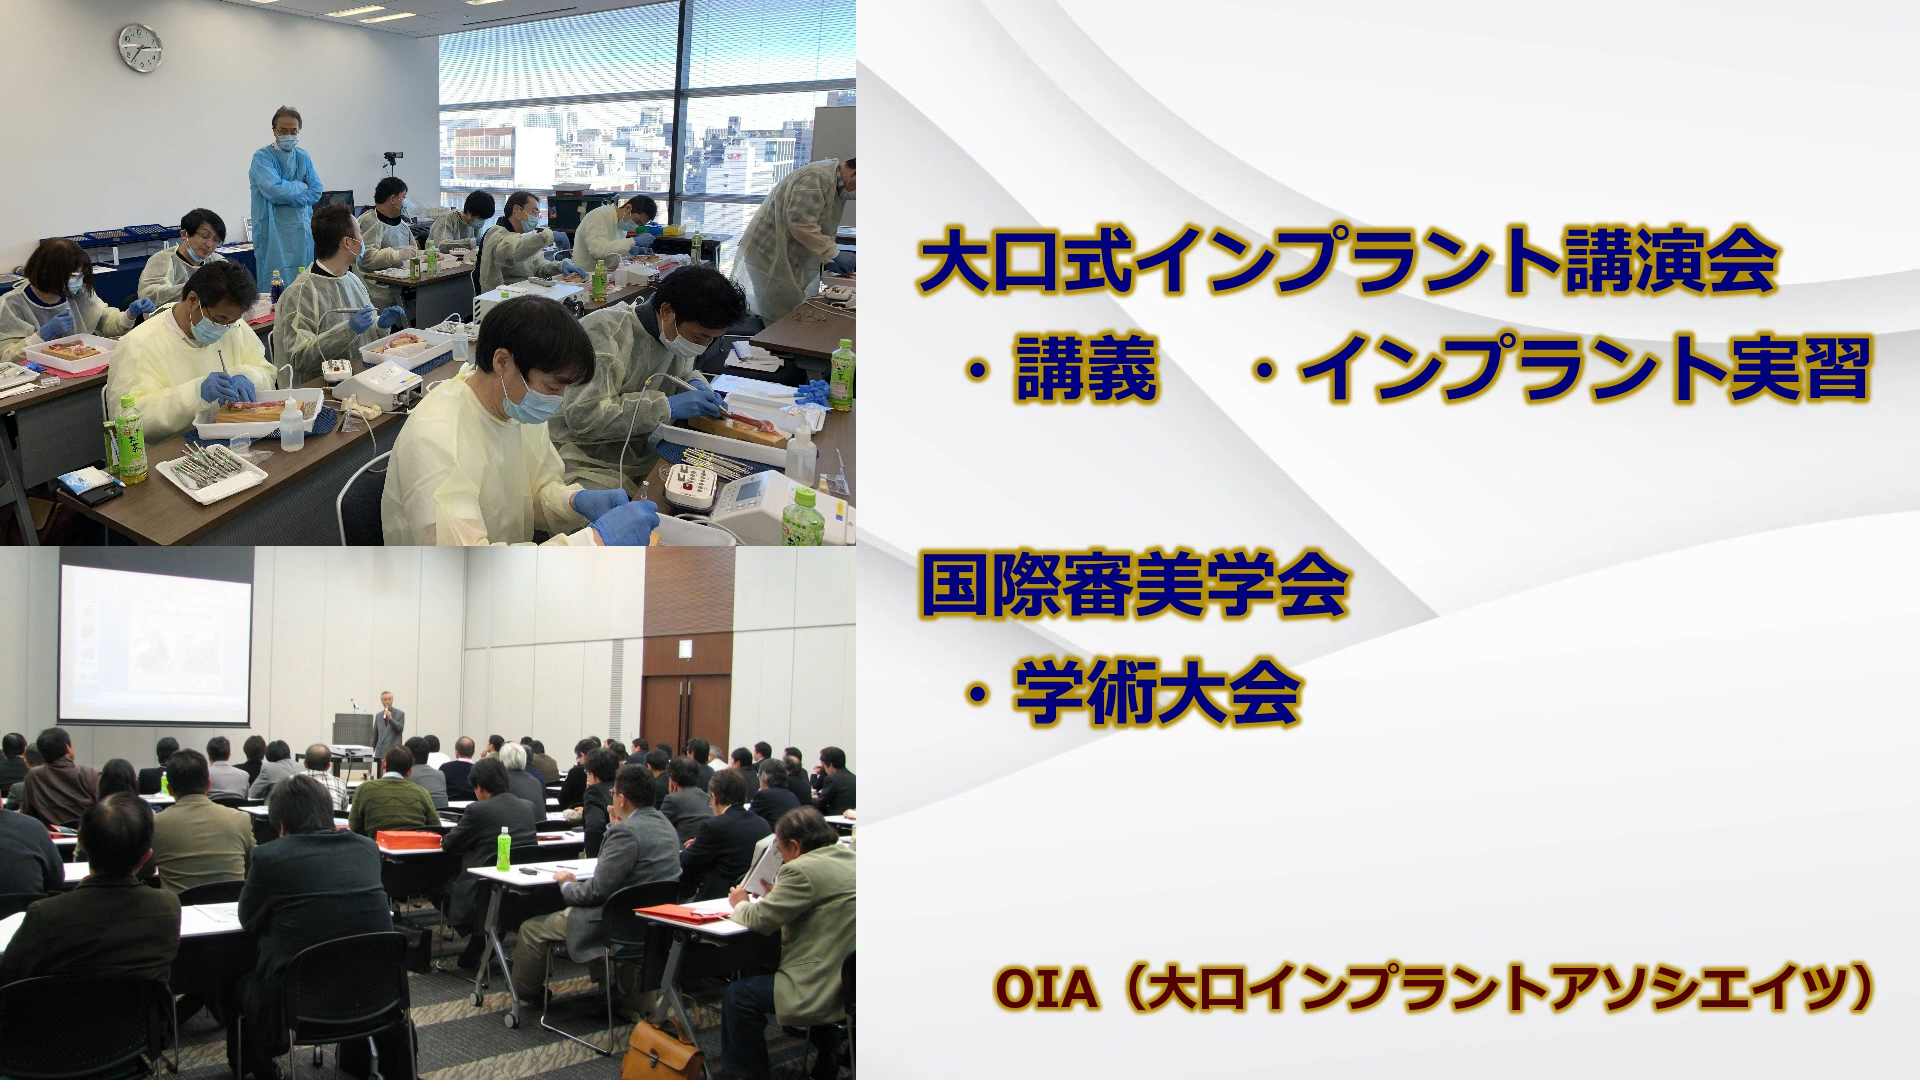 大口式インプラント講演会
・講義　・インプラント実習
国際審美学会
・学術大会
OIA（大口インプラントアソシエイツ）